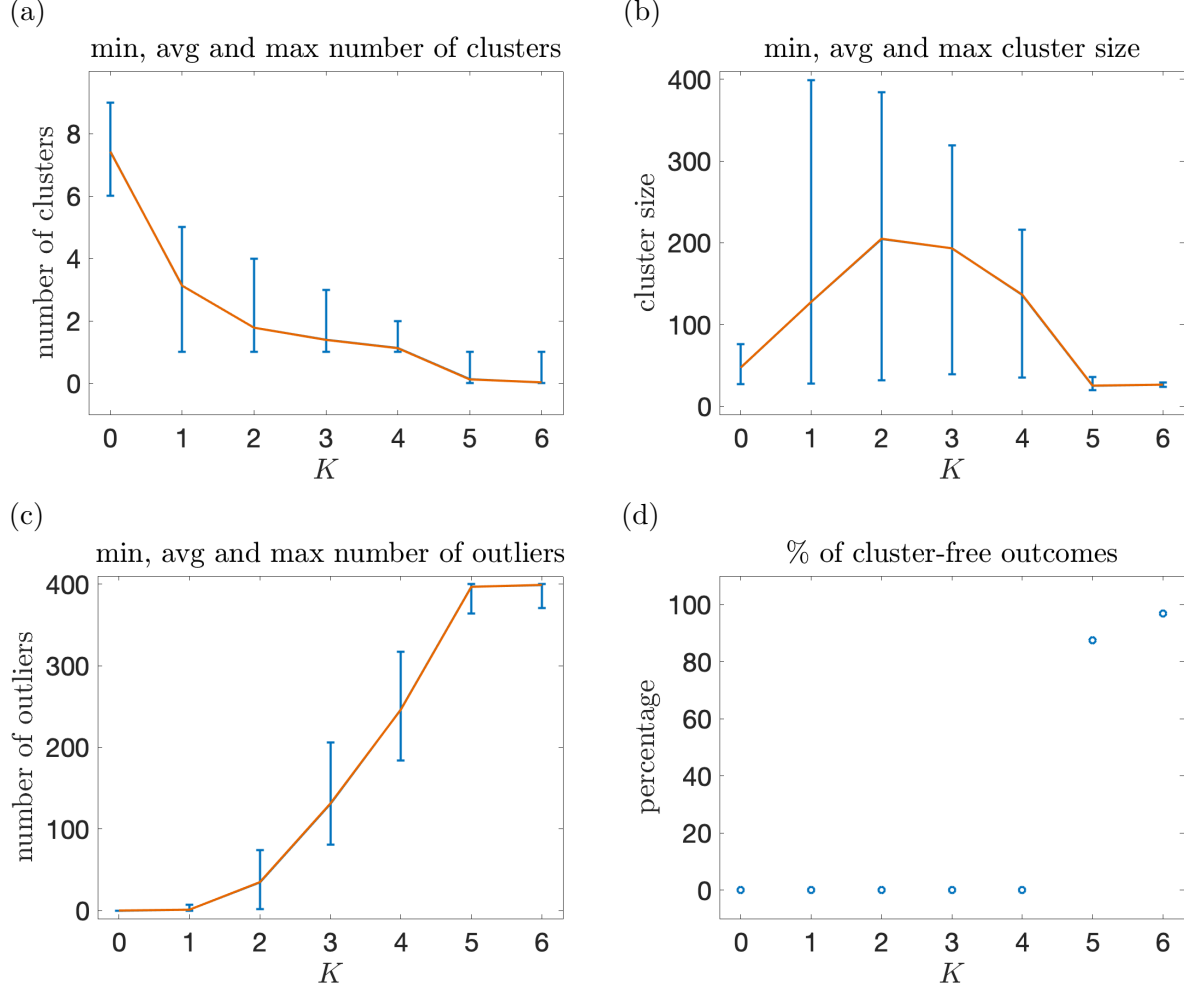 (a)
min, avg and max number of clusters
number of clusters
8
6
4
2
0
0 1 2 3 4 5 6
K
(b)
min, avg and max cluster size
cluster size
400
300
200
100
0
0 1 2 3 4 5 6
K
(c)
min, avg and max number of outliers
number of outliers
400
300
200
100
0
0 1 2 3 4 5 6
K
(d)
% of cluster-free outcomes
percentage
100
80
60
40
20
0
0 1 2 3 4 5 6
K